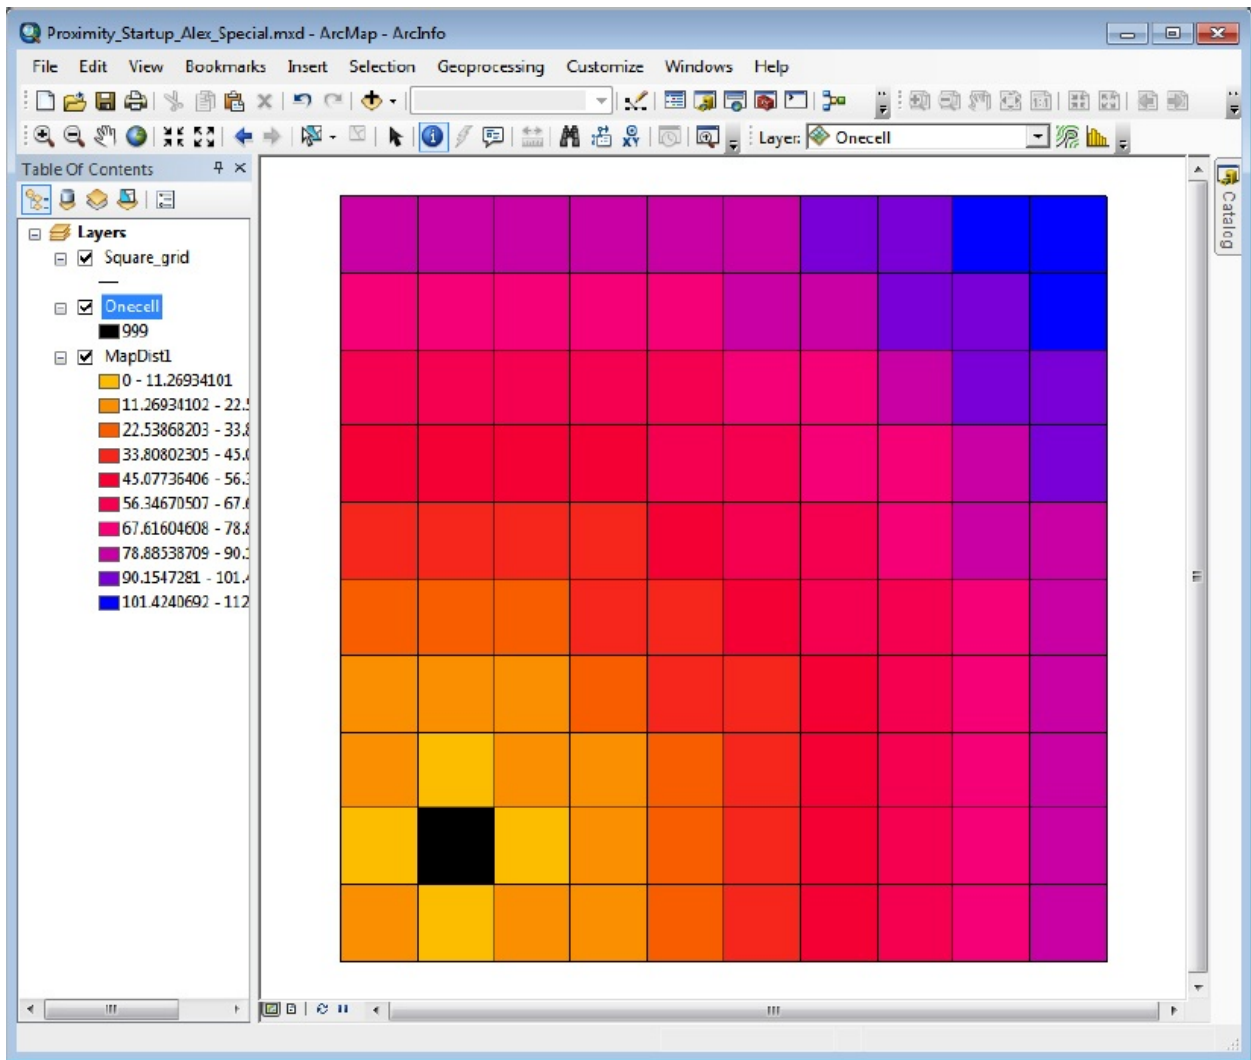 Proximity_Startup_Alex_Special.mxd - ArcMap - ArcInfo
File Edit View Bookmarks Insert Selection Geoprocessing Customize Windows Help
1:1
XY Layer: Onecell
Table Of Contents
Catalog
Layers
Square_grid
Onecell
999
MapDist1
0 - 11.26934101
11.26934102 - 22.5
22.53868203 - 33.8
33.80802305 - 45.0
45.07736406 - 56.3
56.34670507 - 67.6
67.61604608 - 78.8
78.88538709 - 90.1
90.1547281 - 101.4
101.4240692 - 112